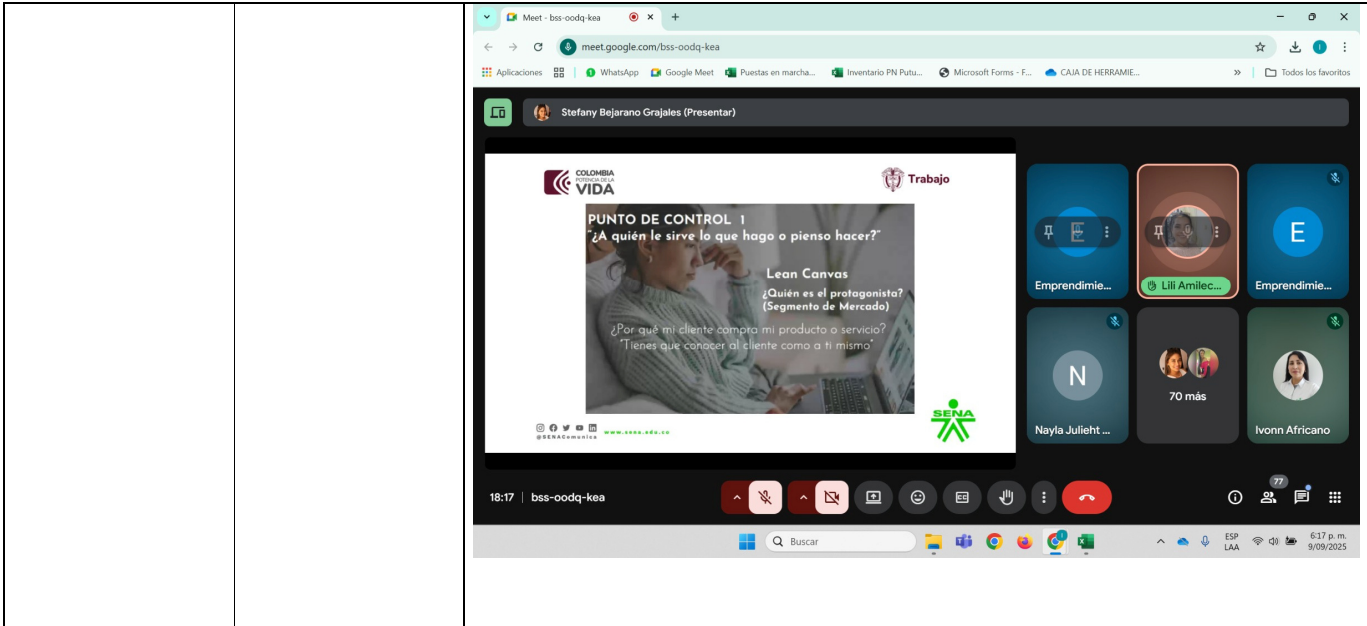 Meet - bss-oodq-kea
meet.google.com/bss-oodq-kea
Aplicaciones
WhatsApp
Google Meet
Puestas en marcha...
Inventario PN Putu...
Microsoft Forms - F...
CAJA DE HERRAMIE...
Todos los favoritos
Stefany Bejarano Grajales (Presentar)
COLOMBIA
POTENCIA DE LA
VIDA
Trabajo
PUNTO DE CONTROL 1
"¿A quién le sirve lo que hago o pienso hacer?"
Lean Canvas
¿Quién es el protagonista?
(Segmento de Mercado)
¿Por qué mi cliente compra mi producto o servicio?
"Tienes que conocer al cliente como a ti mismo"
SENA
@SENAComunica
www.sena.edu.co
E
Emprendimie...
Lili Amilec...
E
Emprendimie...
N
Nayla Julieht ...
70 más
Ivonn Africano
18:17 | bss-oodq-kea
CC
77
Buscar
ESP
LAA
6:17 p. m.
9/09/2025